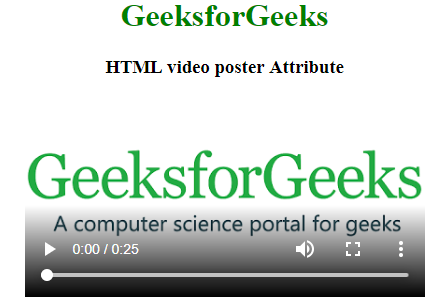 GeeksforGeeks
HTML video poster Attribute
GeeksforGeeks
A computer science portal for geeks
0:00 / 0:25